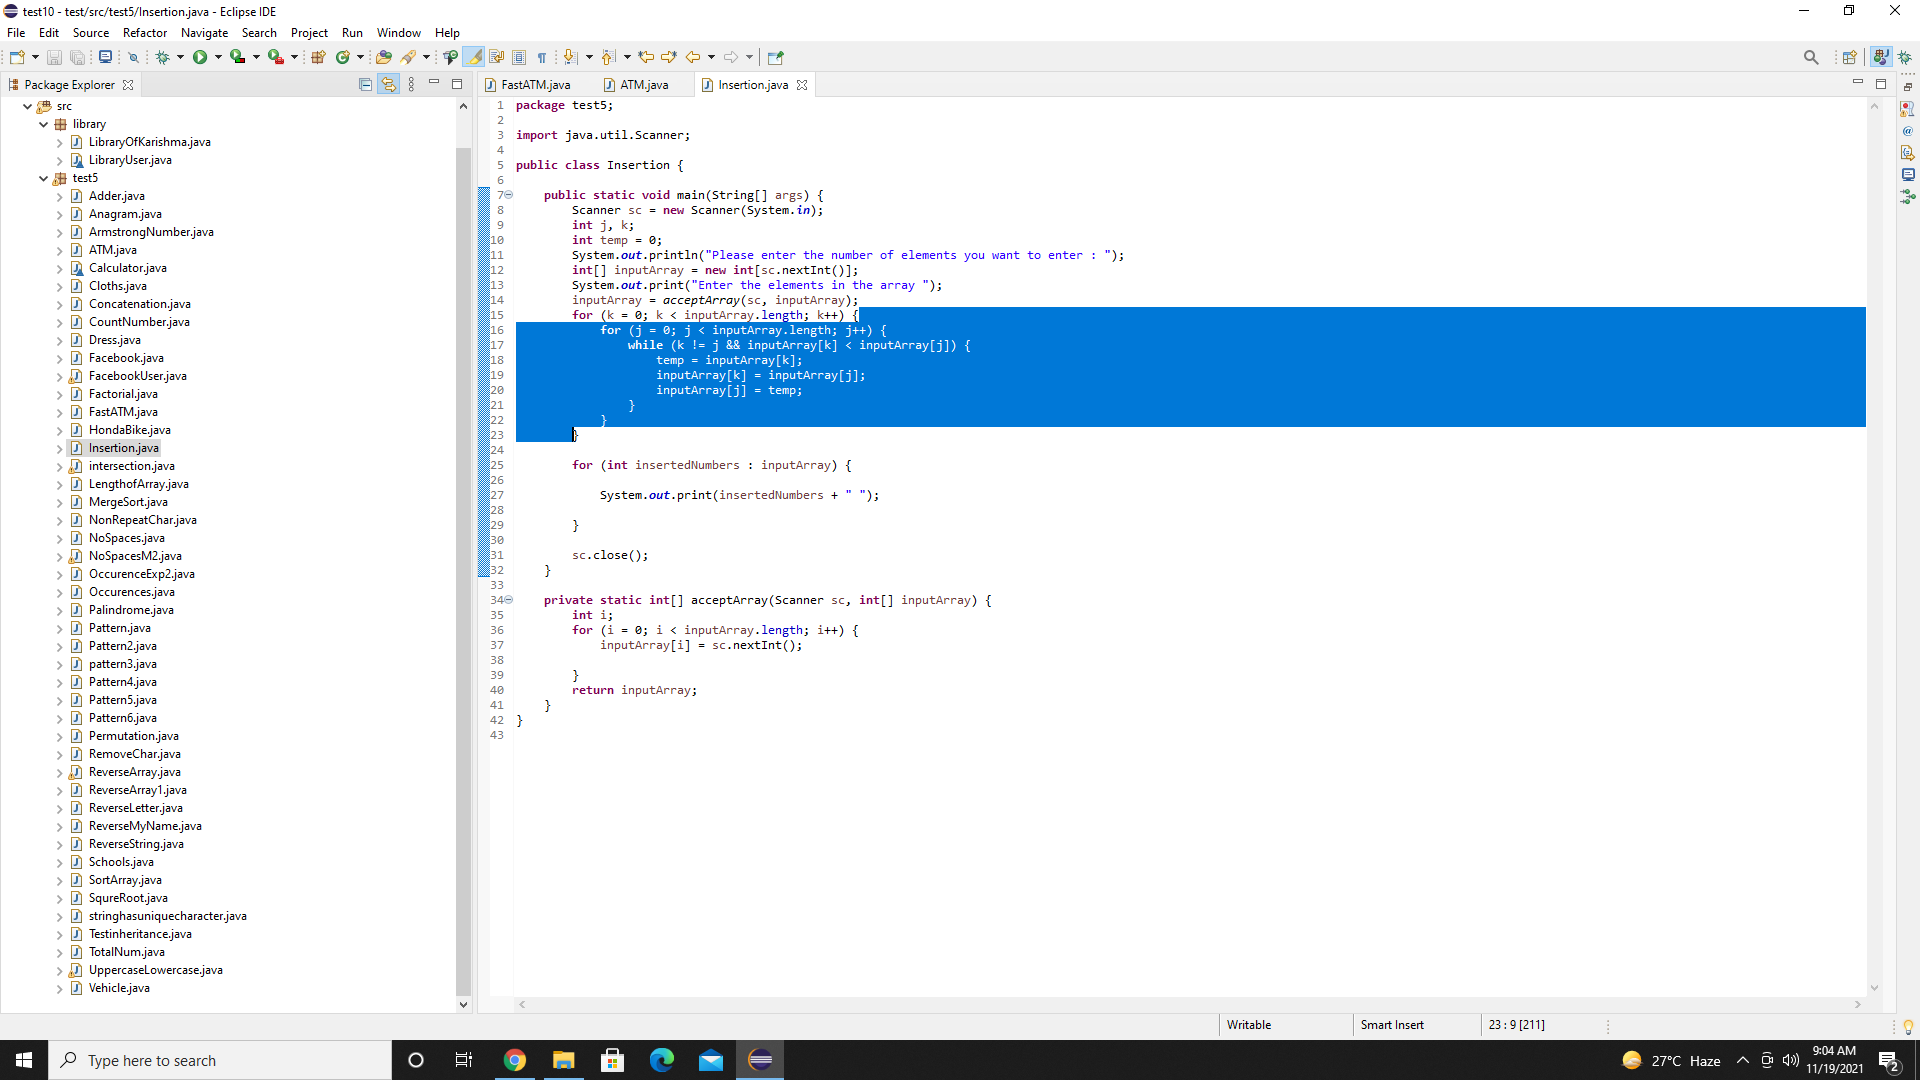 test10 - test/src/test5/Insertion.java - Eclipse IDE
File Edit Source Refactor Navigate Search Project Run Window Help
Package Explorer
src
library
LibraryOfKarishma.java
LibraryUser.java
test5
Adder.java
Anagram.java
ArmstrongNumber.java
ATM.java
Calculator.java
Cloths.java
Concatenation.java
CountNumber.java
Dress.java
Facebook.java
FacebookUser.java
Factorial.java
FastATM.java
HondaBike.java
Insertion.java
intersection.java
LengthofArray.java
MergeSort.java
NonRepeatChar.java
NoSpaces.java
NoSpacesM2.java
OccurenceExp2.java
Occurences.java
Palindrome.java
Pattern.java
Pattern2.java
pattern3.java
Pattern4.java
Pattern5.java
Pattern6.java
Permutation.java
RemoveChar.java
ReverseArray.java
ReverseArray1.java
ReverseLetter.java
ReverseMyName.java
ReverseString.java
Schools.java
SortArray.java
SqureRoot.java
stringhasuniquecharacter.java
Testinheritance.java
TotalNum.java
UppercaseLowercase.java
Vehicle.java
FastATM.java ATM.java Insertion.java
1 package test5;
2
3 import java.util.Scanner;
4
5 public class Insertion {
6
7 public static void main(String[] args) {
8 Scanner sc = new Scanner(System.in);
9 int j, k;
10 int temp = 0;
11 System.out.println("Please enter the number of elements you want to enter : ");
12 int[] inputArray = new int[sc.nextInt()];
13 System.out.print("Enter the elements in the array ");
14 inputArray = acceptArray(sc, inputArray);
15 for (k = 0; k < inputArray.length; k++) {
16 for (j = 0; j < inputArray.length; j++) {
17 while (k != j && inputArray[k] < inputArray[j]) {
18 temp = inputArray[k];
19 inputArray[k] = inputArray[j];
20 inputArray[j] = temp;
21 }
22 }
23 }
24
25 for (int insertedNumbers : inputArray) {
26
27 System.out.print(insertedNumbers + " ");
28
29 }
30
31 sc.close();
32 }
33
34 private static int[] acceptArray(Scanner sc, int[] inputArray) {
35 int i;
36 for (i = 0; i < inputArray.length; i++) {
37 inputArray[i] = sc.nextInt();
38
39 }
40 return inputArray;
41 }
42 }
43
Writable Smart Insert 23 : 9 [211]
Type here to search
27°C Haze
9:04 AM
11/19/2021
2